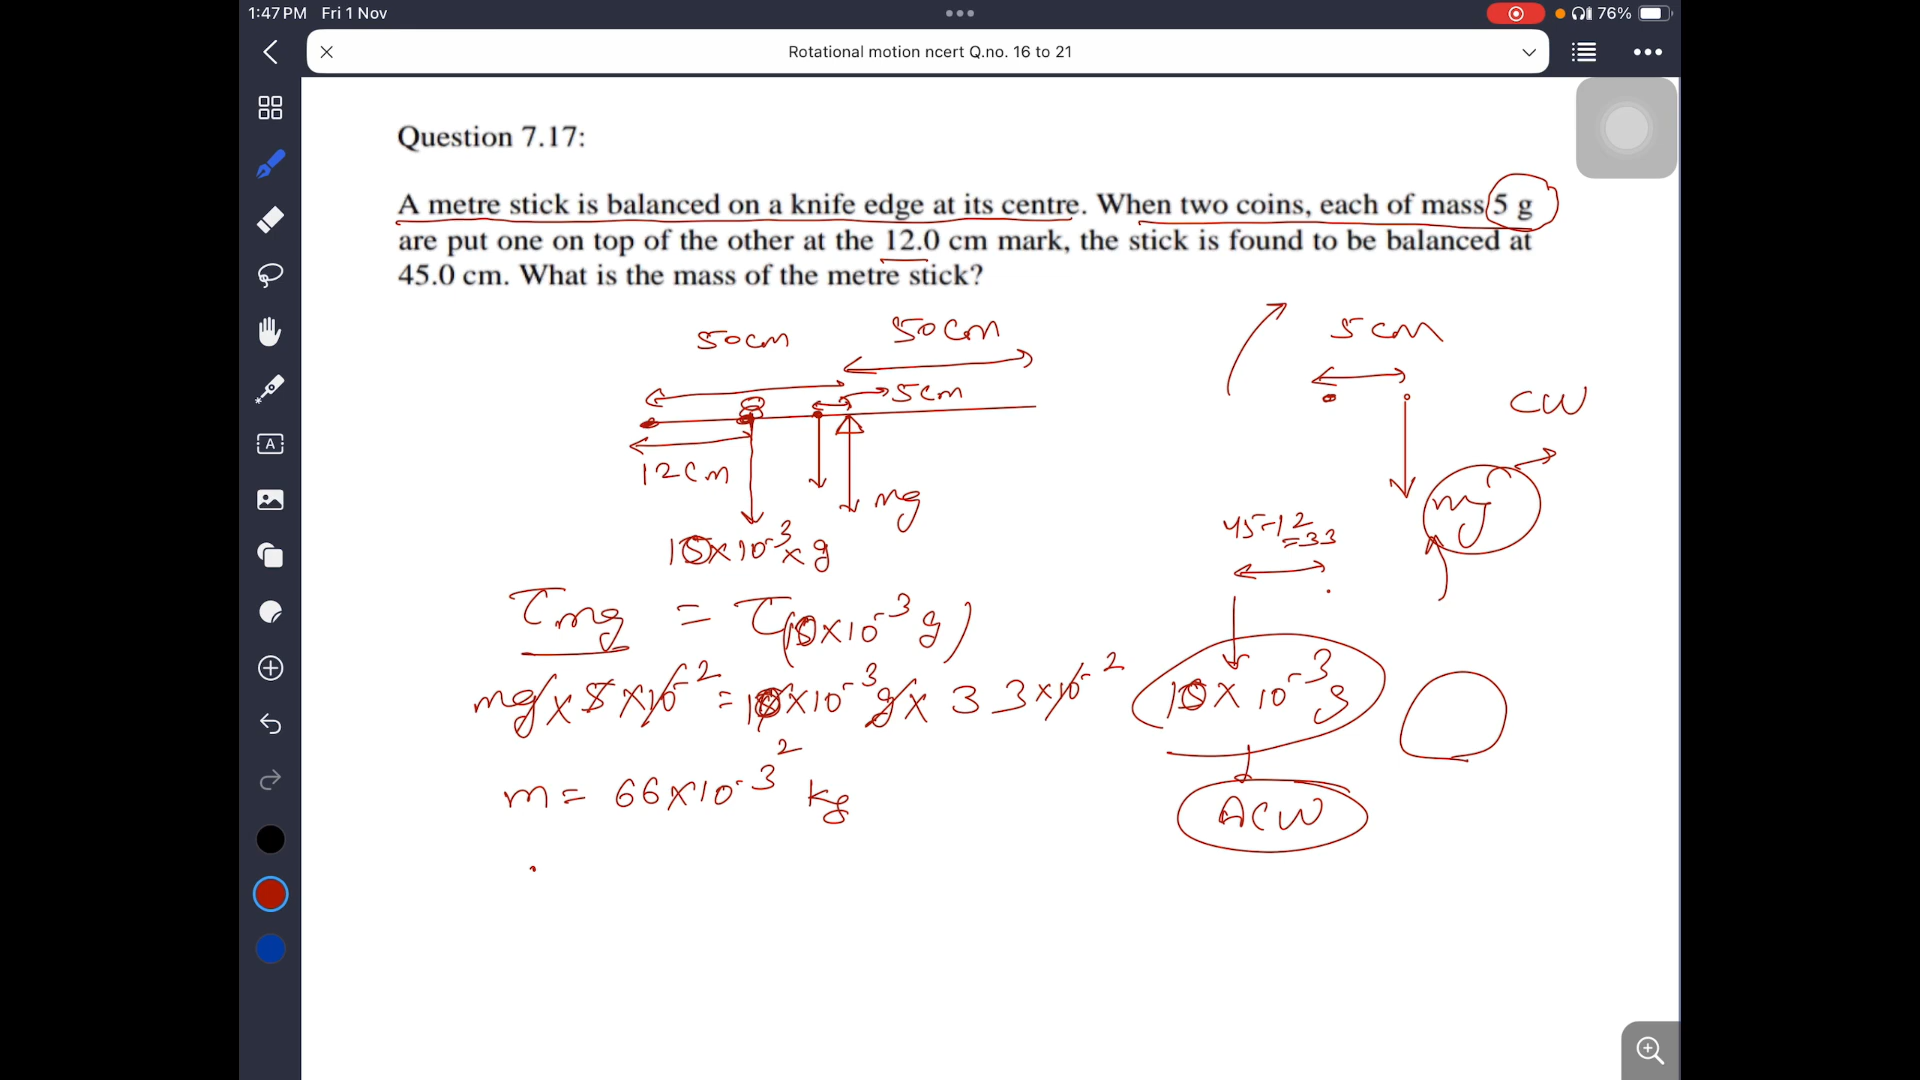 1:47 PM Fri 1 Nov
76%
Rotational motion ncert Q.no. 16 to 21
Question 7.17:
A metre stick is balanced on a knife edge at its centre. When two coins, each of mass 5 g
are put one on top of the other at the 12.0 cm mark, the stick is found to be balanced at
45.0 cm. What is the mass of the metre stick?
50cm 50cm 5cm
5cm
CW
12cm
mg mg
45-12
=33
10×10⁻³×g
τmg = τ(10×10⁻³g)
mg×5×10⁻² = 10×10⁻³g×33×10⁻²
10×10⁻³g
2
m = 66×10⁻³ kg
ACW
A